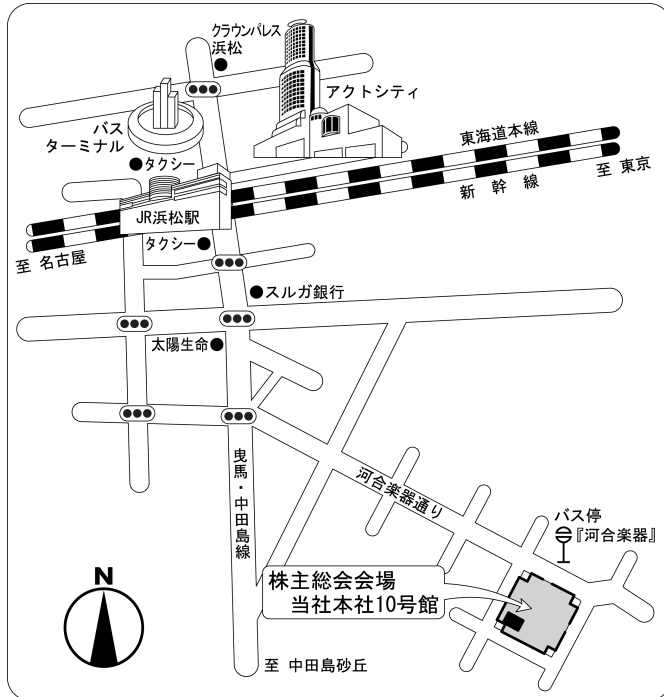 クラウンパレス
浜松
アクトシティ
バス
ターミナル
タクシー
東海道本線
至 東京
新幹線
JR浜松駅
至 名古屋
タクシー
スルガ銀行
太陽生命
曳馬・中田島線
河合楽器通り
バス停
『河合楽器』
株主総会会場
当社本社10号館
N
至 中田島砂丘